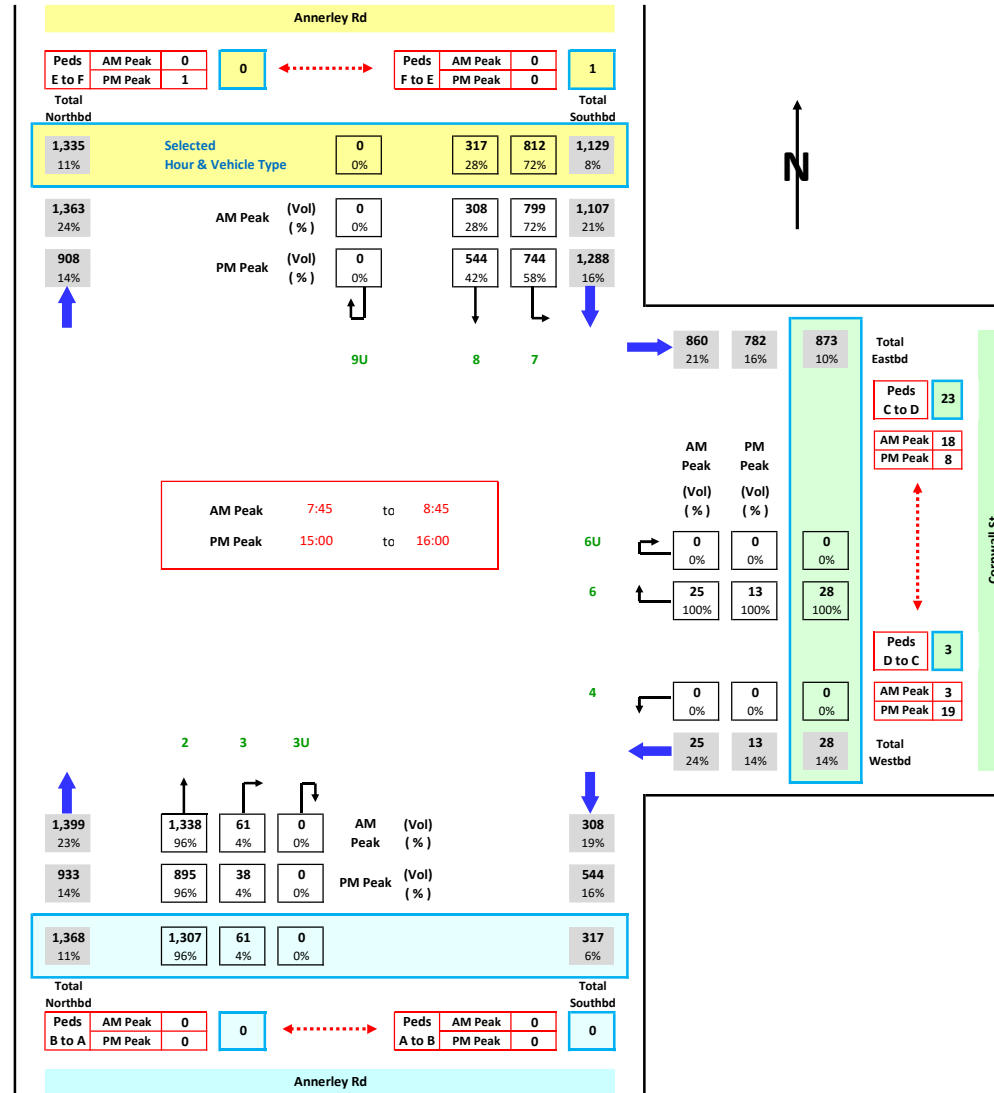 Annerley Rd
Peds E to F AM Peak 0 PM Peak 1 0
Peds F to E AM Peak 0 PM Peak 0 1
Total Northbd
Total Southbd
1,335 Selected 0 317 812 1,129
11% Hour & Vehicle Type 0% 28% 72% 8%
1,363 AM Peak (Vol) 0 308 799 1,107
24% ( % ) 0% 28% 72% 21%
908 PM Peak (Vol) 0 544 744 1,288
14% ( % ) 0% 42% 58% 16%
N
9U 8 7
860 782 873 Total
21% 16% 10% Eastbd
Peds C to D 23
AM Peak 18
PM Peak 8
AM Peak PM Peak
(Vol) (Vol)
( % ) ( % )
AM Peak 7:45 to 8:45
PM Peak 15:00 to 16:00
6U 0 0 0
0% 0% 0%
6 25 13 28
100% 100% 100%
Cornwall St
Peds D to C 3
4 0 0 0
0% 0% 0%
AM Peak 3
PM Peak 19
25 13 28 Total
24% 14% 14% Westbd
2 3 3U
1,399 1,338 61 0 AM (Vol) 308
23% 96% 4% 0% Peak ( % ) 19%
933 895 38 0 PM Peak (Vol) 544
14% 96% 4% 0% ( % ) 16%
1,368 1,307 61 0 317
11% 96% 4% 0% 6%
Total Northbd
Total Southbd
Peds B to A AM Peak 0 PM Peak 0 0
Peds A to B AM Peak 0 PM Peak 0 0
Annerley Rd